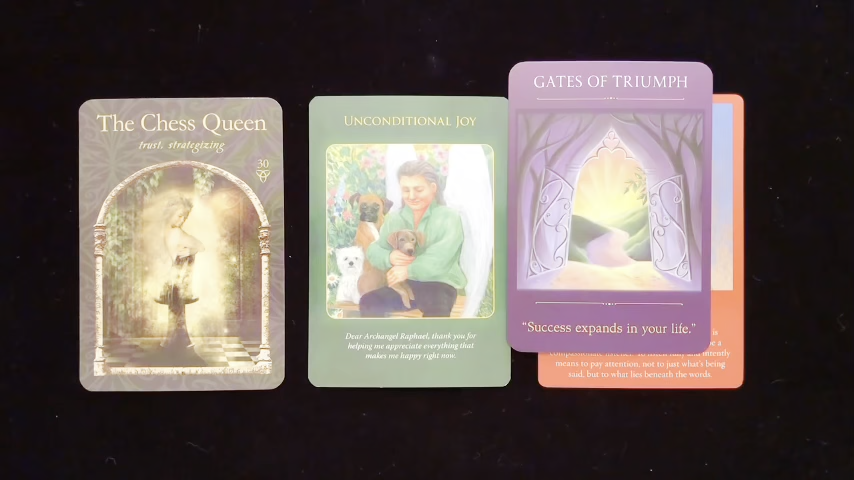 The Chess Queen
trust, strategizing
30
UNCONDITIONAL JOY
Dear Archangel Raphael, thank you for
helping me appreciate everything that
makes me happy right now.
GATES OF TRIUMPH
"Success expands in your life."
is
be a
compassionate listener. To listen fully and intently
means to pay attention, not to just what's being
said, but to what lies beneath the words.